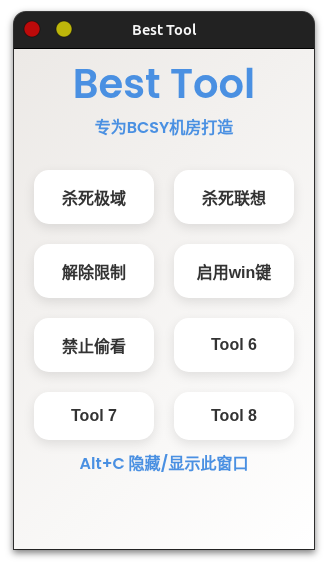 Best Tool
Best Tool
专为BCSY机房打造
杀死极域
杀死联想
解除限制
启用win键
禁止偷看
Tool 6
Tool 7
Tool 8
Alt+C 隐藏/显示此窗口